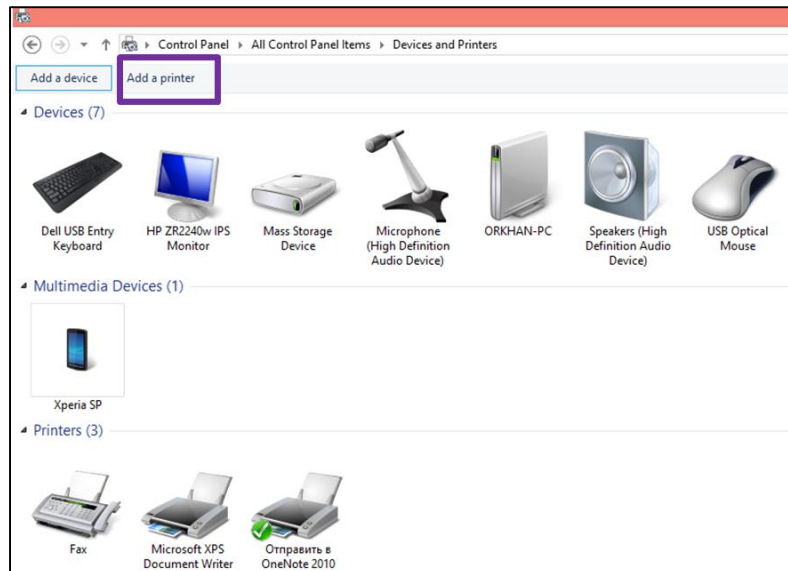 Control Panel ▸ All Control Panel Items ▸ Devices and Printers
Add a device Add a printer
Devices (7)
Dell USB Entry
Keyboard
HP ZR2240w IPS
Monitor
Mass Storage
Device
Microphone
(High Definition
Audio Device)
ORKHAN-PC
Speakers (High
Definition Audio
Device)
USB Optical
Mouse
Multimedia Devices (1)
Xperia SP
Printers (3)
Fax
Microsoft XPS
Document Writer
Отправить в
OneNote 2010